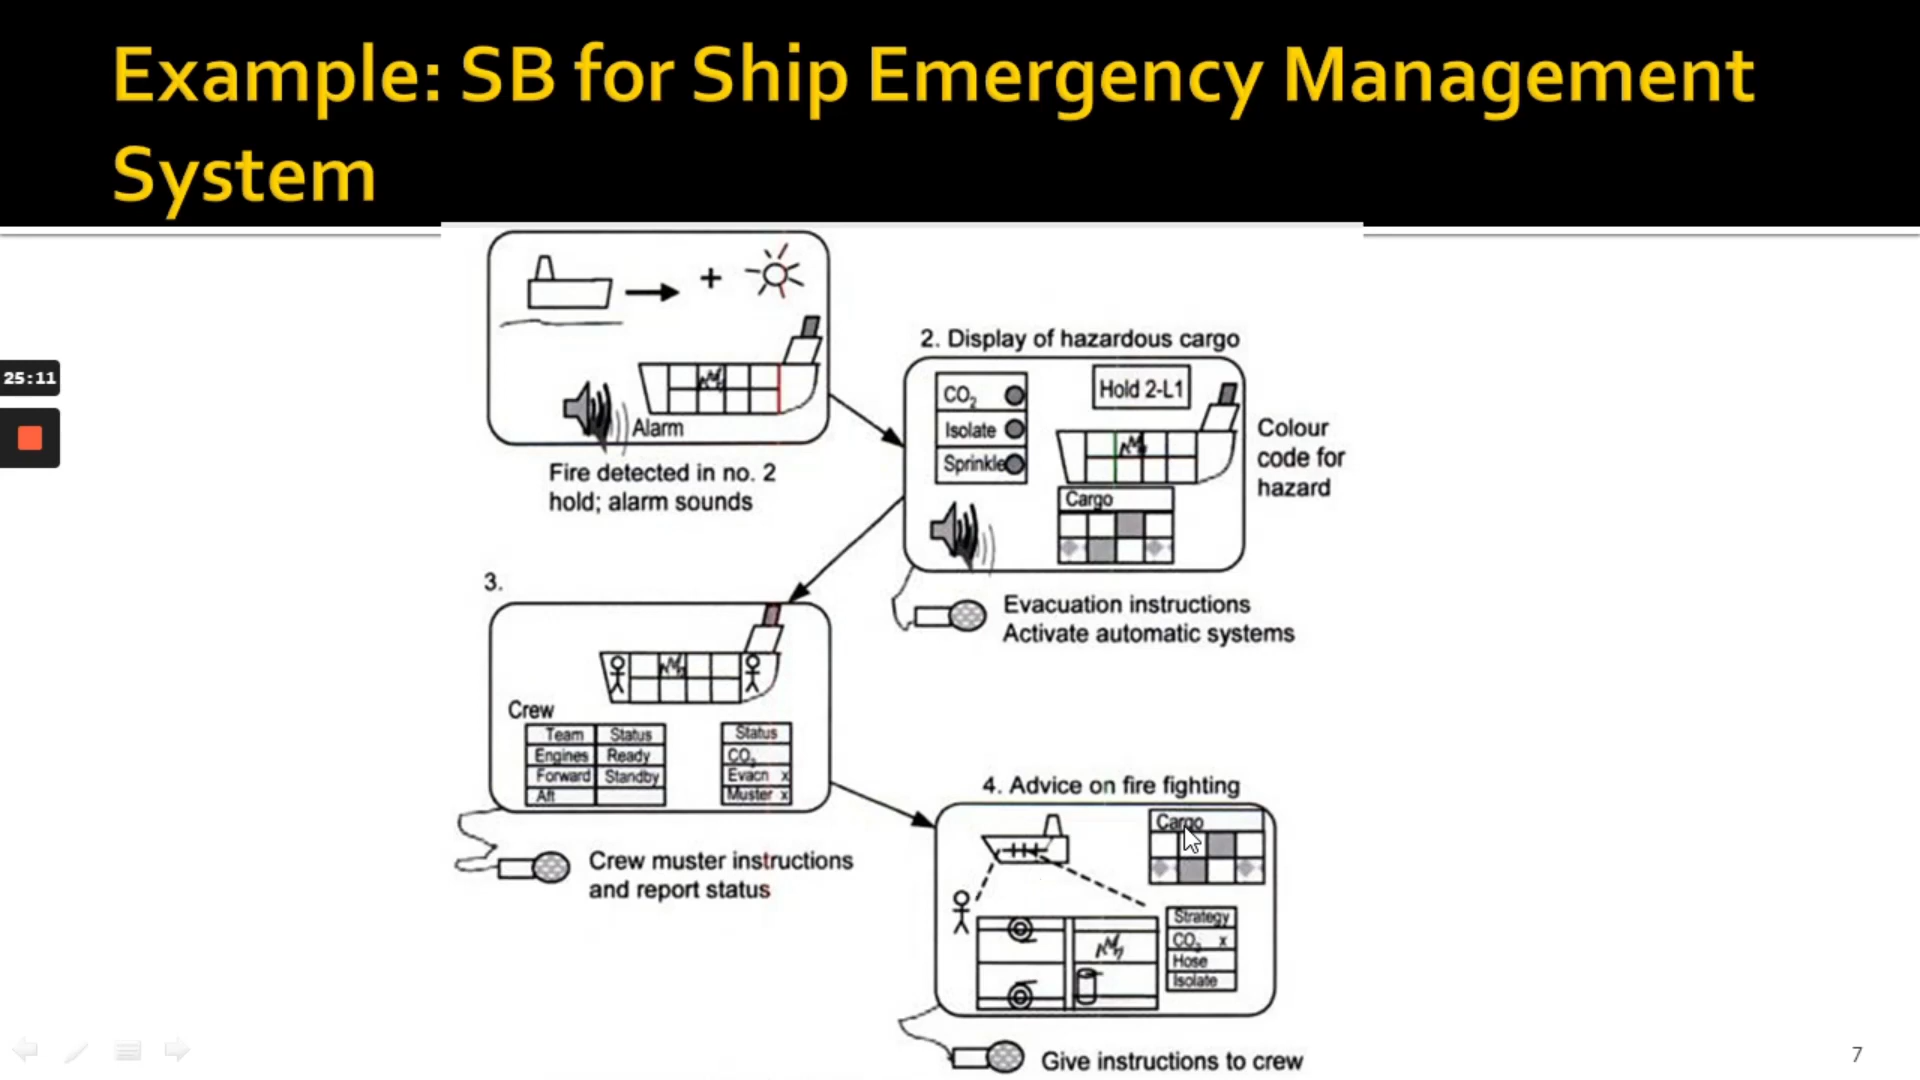 Example: SB for Ship Emergency Management
System
25:11
+
Alarm
Fire detected in no. 2
hold; alarm sounds
2. Display of hazardous cargo
CO2
Isolate
Sprinkle
Hold 2-L1
Cargo
Colour
code for
hazard
Evacuation instructions
Activate automatic systems
3.
Crew
Team Status
Engines Ready
Forward Standby
Aft
Status
CO2
Evacn x
Muster x
Crew muster instructions
and report status
4. Advice on fire fighting
Cargo
Strategy
CO2 x
Hose
Isolate
Give instructions to crew
7